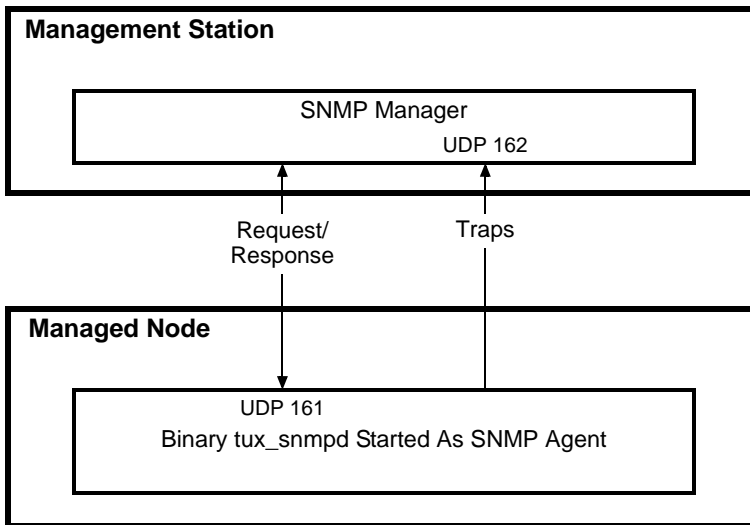 Management Station
SNMP Manager
UDP 162
Request/
Response
Traps
Managed Node
UDP 161
Binary tux_snmpd Started As SNMP Agent